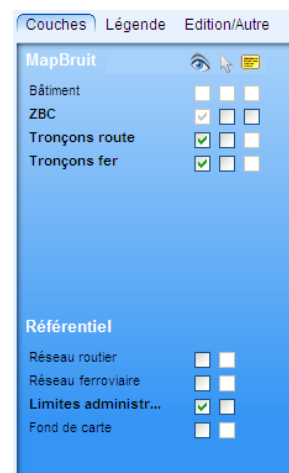 Couches Légende Edition/Autre
MapBruit
Bâtiment
ZBC
Tronçons route
Tronçons fer
Référentiel
Réseau routier
Réseau ferroviaire
Limites administr...
Fond de carte